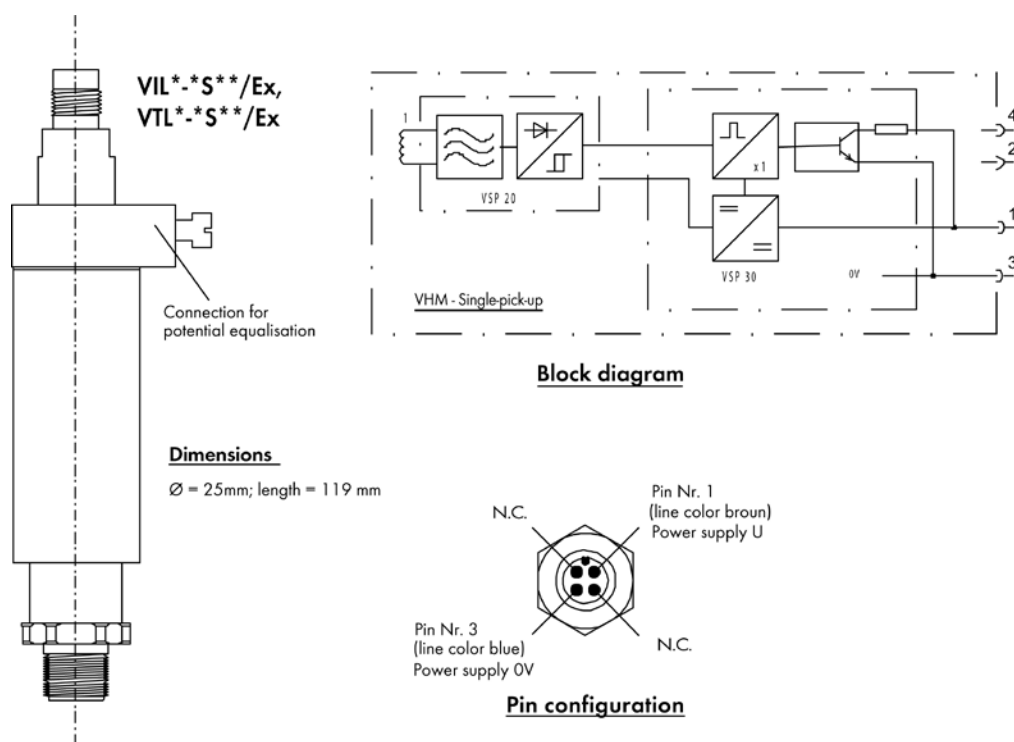 VIL*-*S**/Ex,
VTL*-*S**/Ex
Connection for
potential equalisation
Dimensions
Ø = 25mm; length = 119 mm
1
VSP 20
x1
VSP 30
0V
VHM - Single-pick-up
4
2
1
3
Block diagram
N.C.
Pin Nr. 1
(line color broun)
Power supply U
Pin Nr. 3
(line color blue)
Power supply 0V
N.C.
Pin configuration